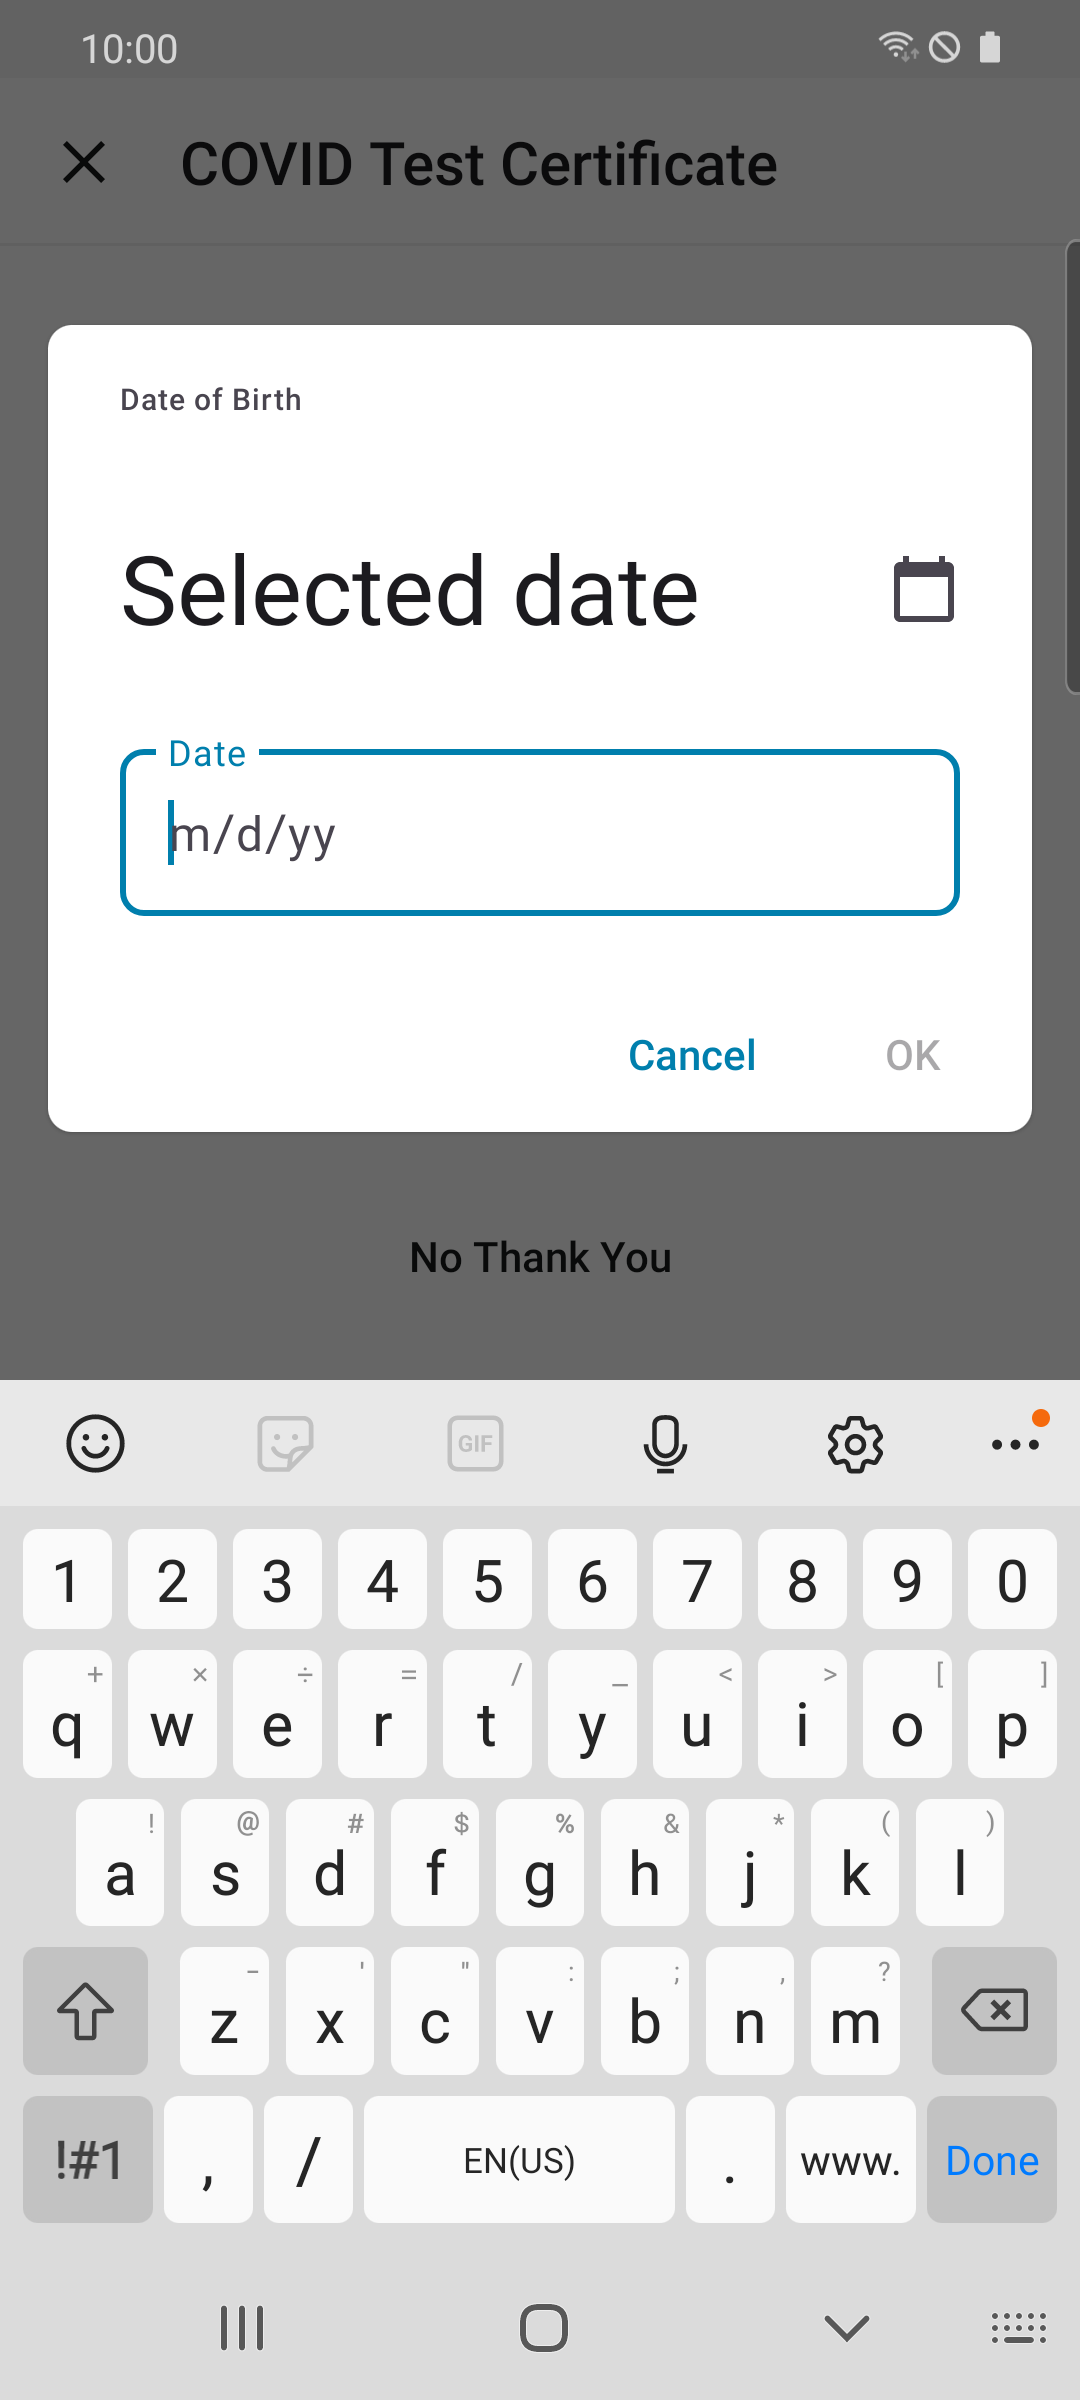 10:00
COVID Test Certificate
Date of Birth
Selected date
Date
m/d/yy
Cancel OK
No Thank You
GIF
1 2 3 4 5 6 7 8 9 0
+ × ÷ = / _ < > [ ]
q w e r t y u i o p
! @ # $ % & * ( )
a s d f g h j k l
- ' " : ; , ?
z x c v b n m
!#1 , / EN(US) . www. Done